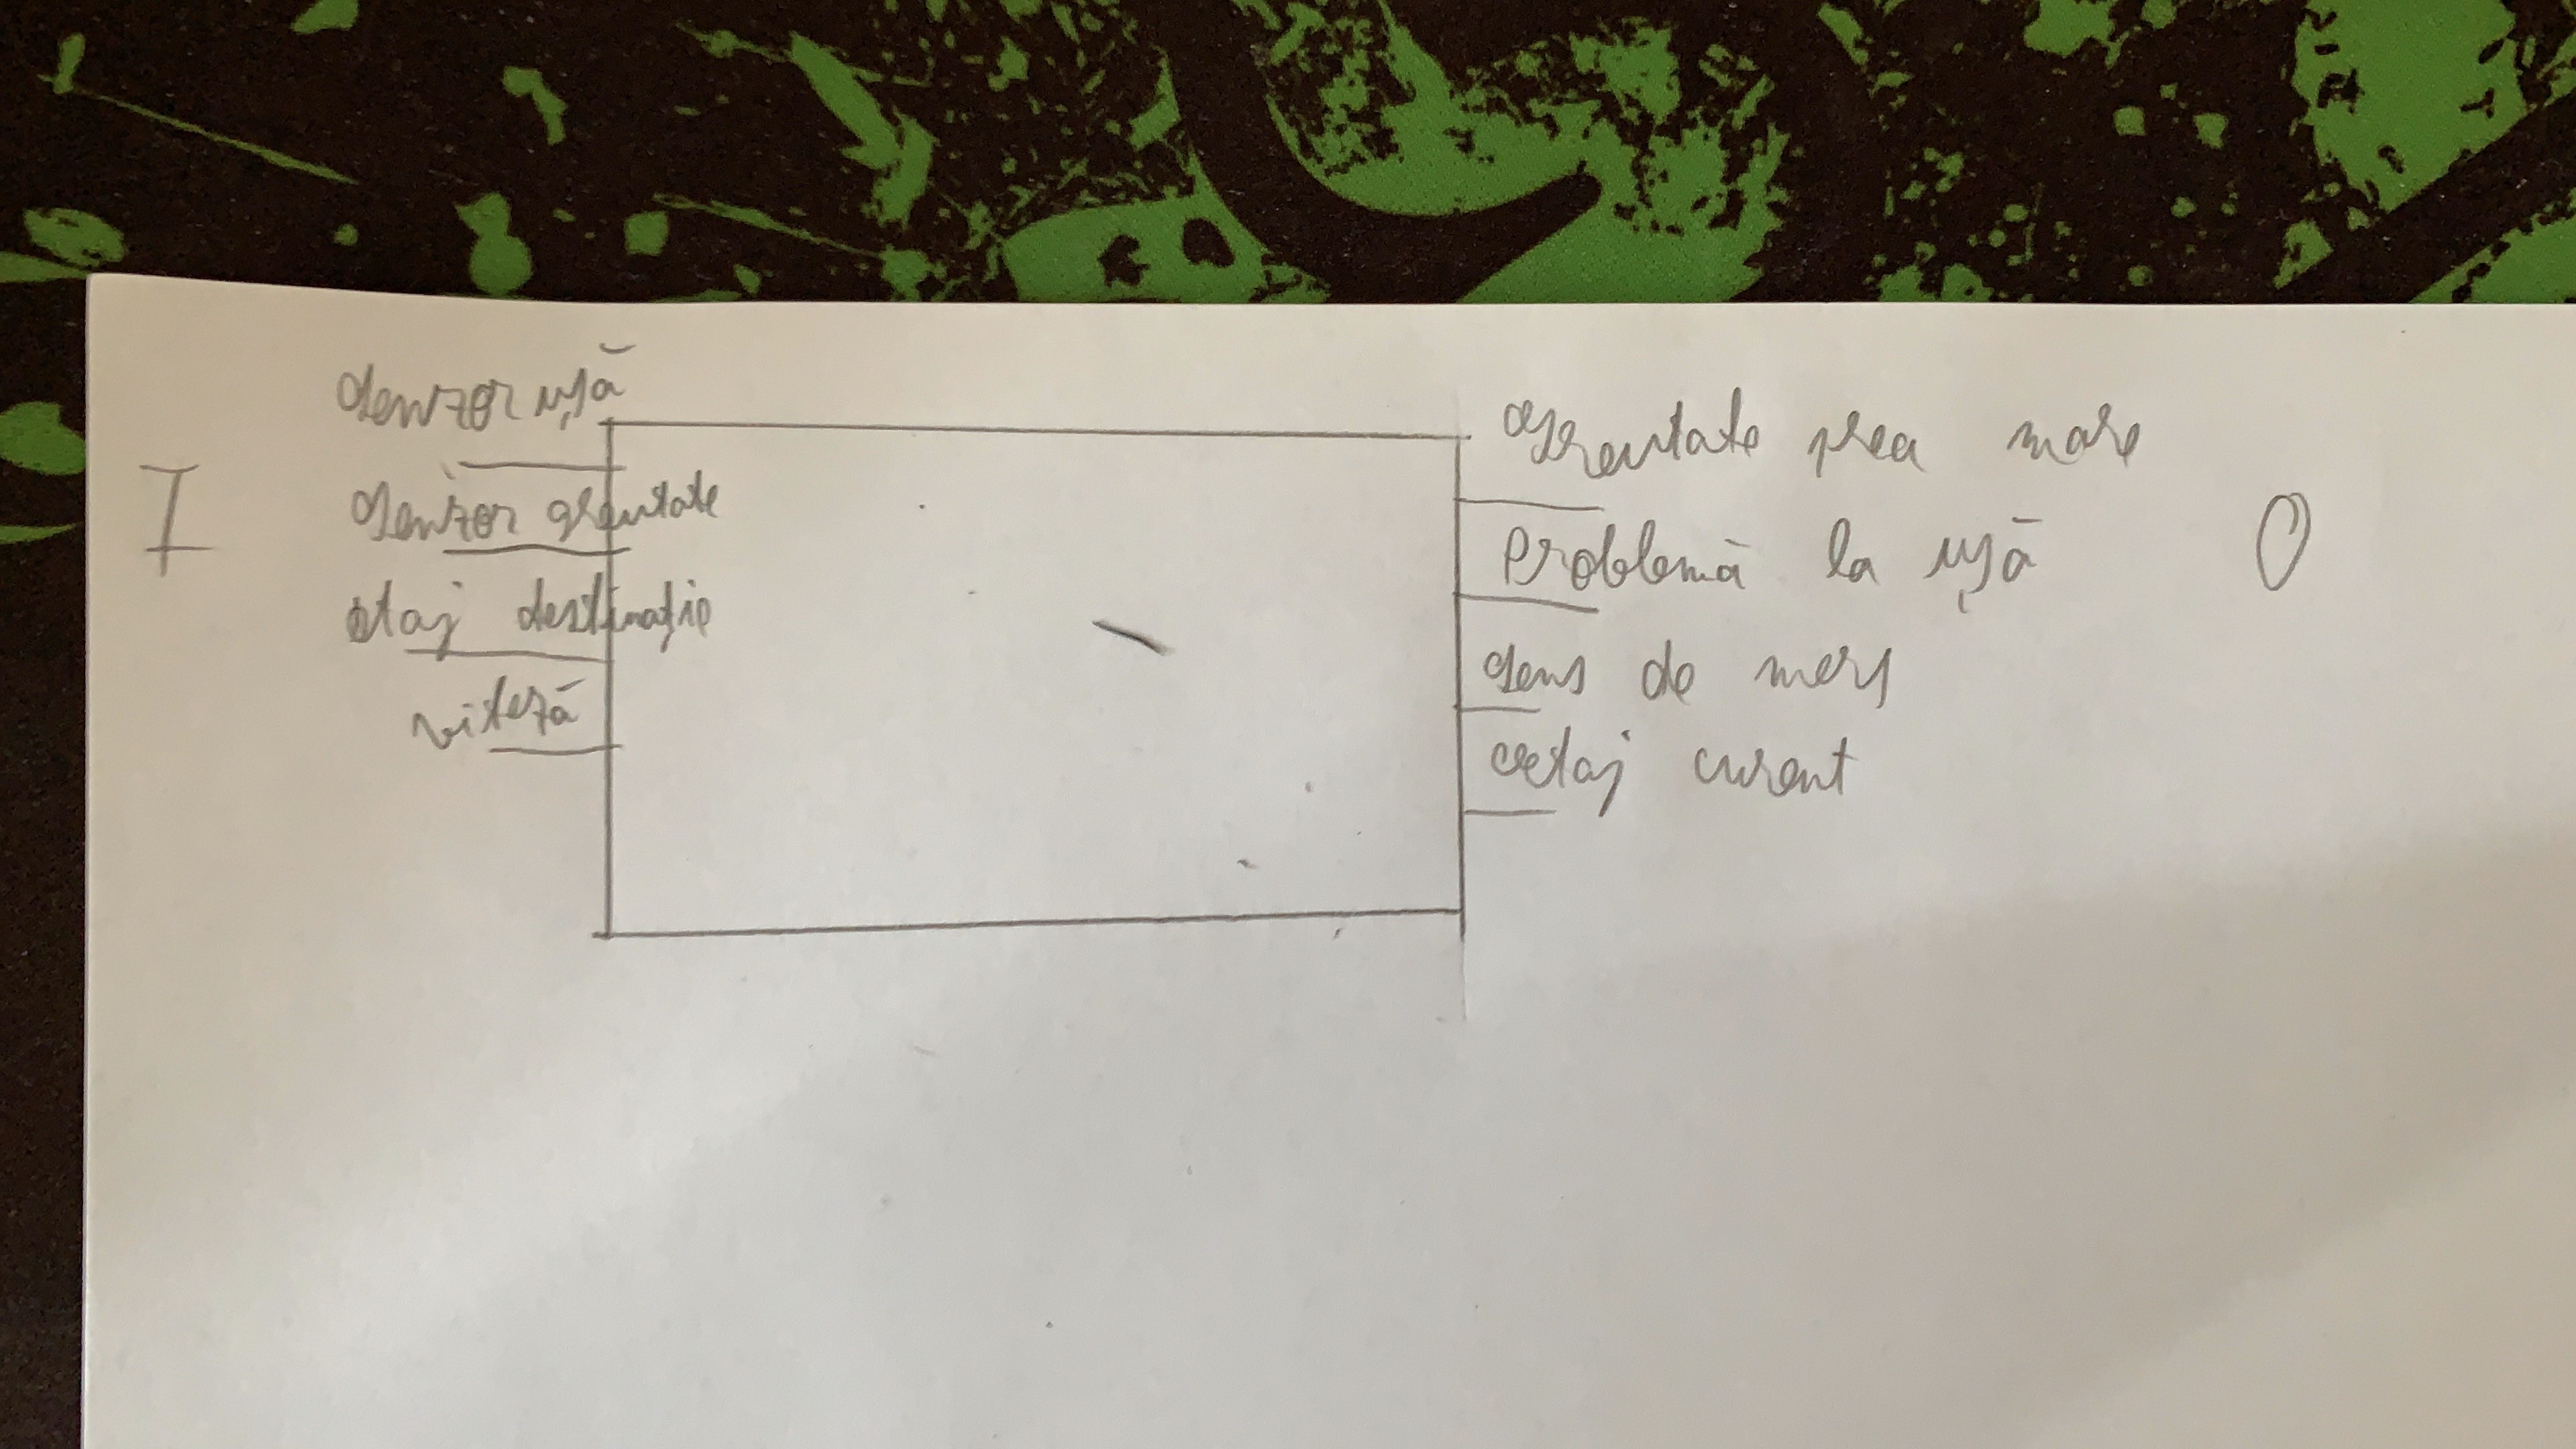 senzor ușă
I
senzor greutate
etaj destinație
viteză
greutate prea mare
Problemă la ușă
O
sens de mers
etaj curent